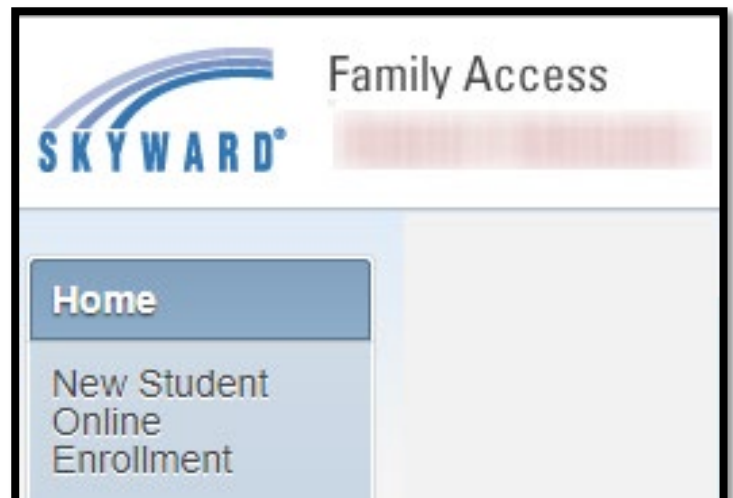 Family Access
SKYWARD®
Home
New Student
Online
Enrollment